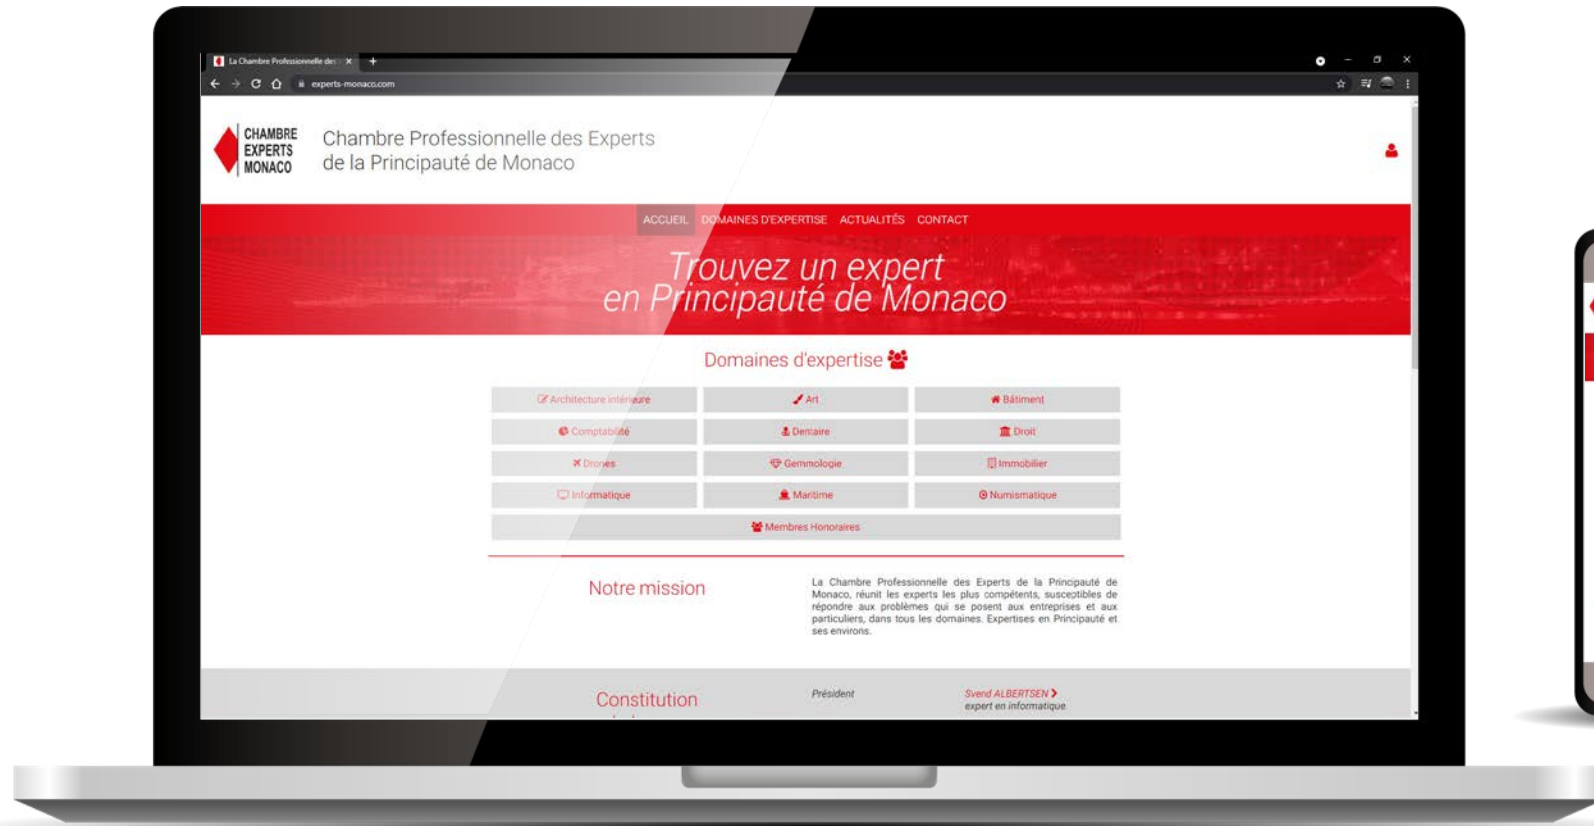 La Chambre Professionnelle des
experts-monaco.com
CHAMBRE
EXPERTS
MONACO
Chambre Professionnelle des Experts
de la Principauté de Monaco
ACCUEIL DOMAINES D'EXPERTISE ACTUALITÉS CONTACT
Trouvez un expert
en Principauté de Monaco
Domaines d'expertise
Architecture intérieure Art Bâtiment
Comptabilité Dentaire Droit
Drones Gemmologie Immobilier
Informatique Maritime Numismatique
Membres Honoraires
Notre mission
La Chambre Professionnelle des Experts de la Principauté de
Monaco, réunit les experts les plus compétents, susceptibles de
répondre aux problèmes qui se posent aux entreprises et aux
particuliers, dans tous les domaines. Expertises en Principauté et
ses environs.
Constitution
Président
Svend ALBERTSEN
expert en informatique